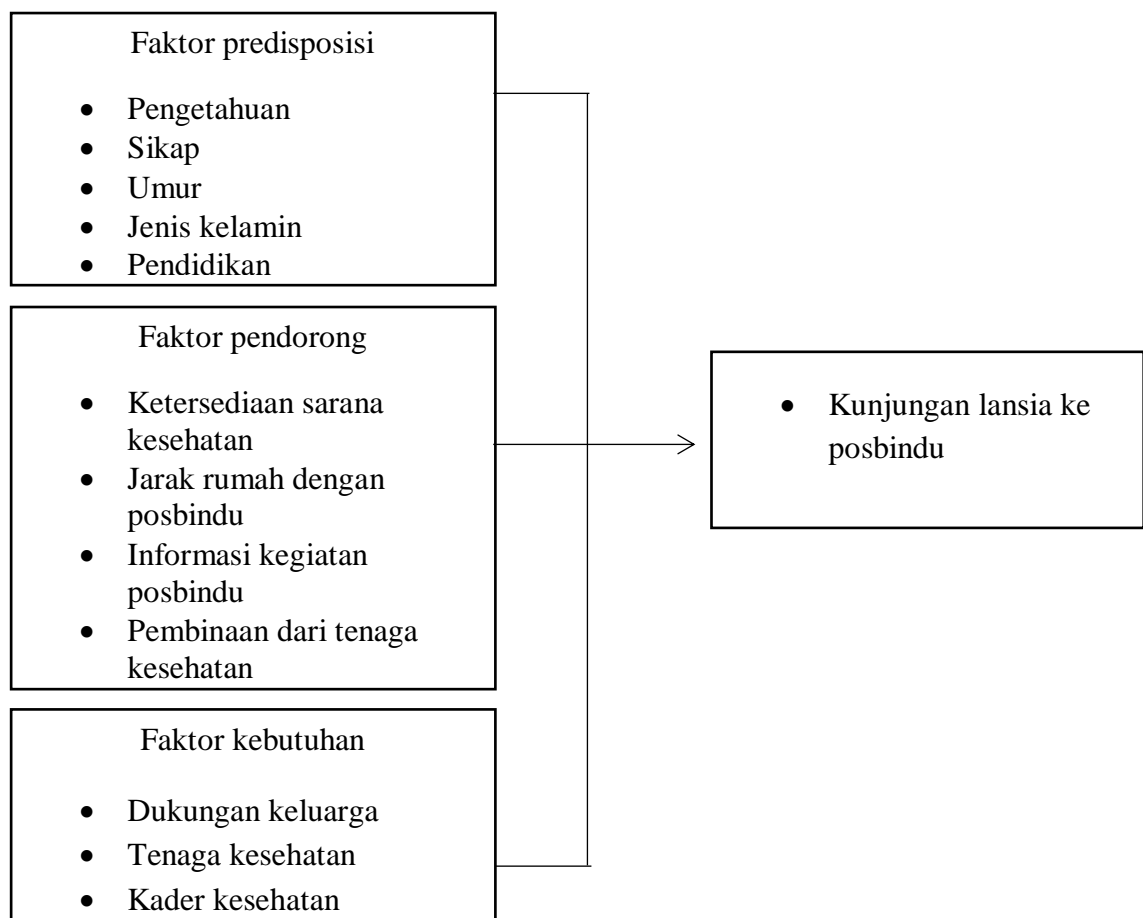 Faktor predisposisi
• Pengetahuan
• Sikap
• Umur
• Jenis kelamin
• Pendidikan
Faktor pendorong
• Ketersediaan sarana
kesehatan
• Jarak rumah dengan
posbindu
• Informasi kegiatan
posbindu
• Pembinaan dari tenaga
kesehatan
Faktor kebutuhan
• Dukungan keluarga
• Tenaga kesehatan
• Kader kesehatan
• Kunjungan lansia ke
posbindu